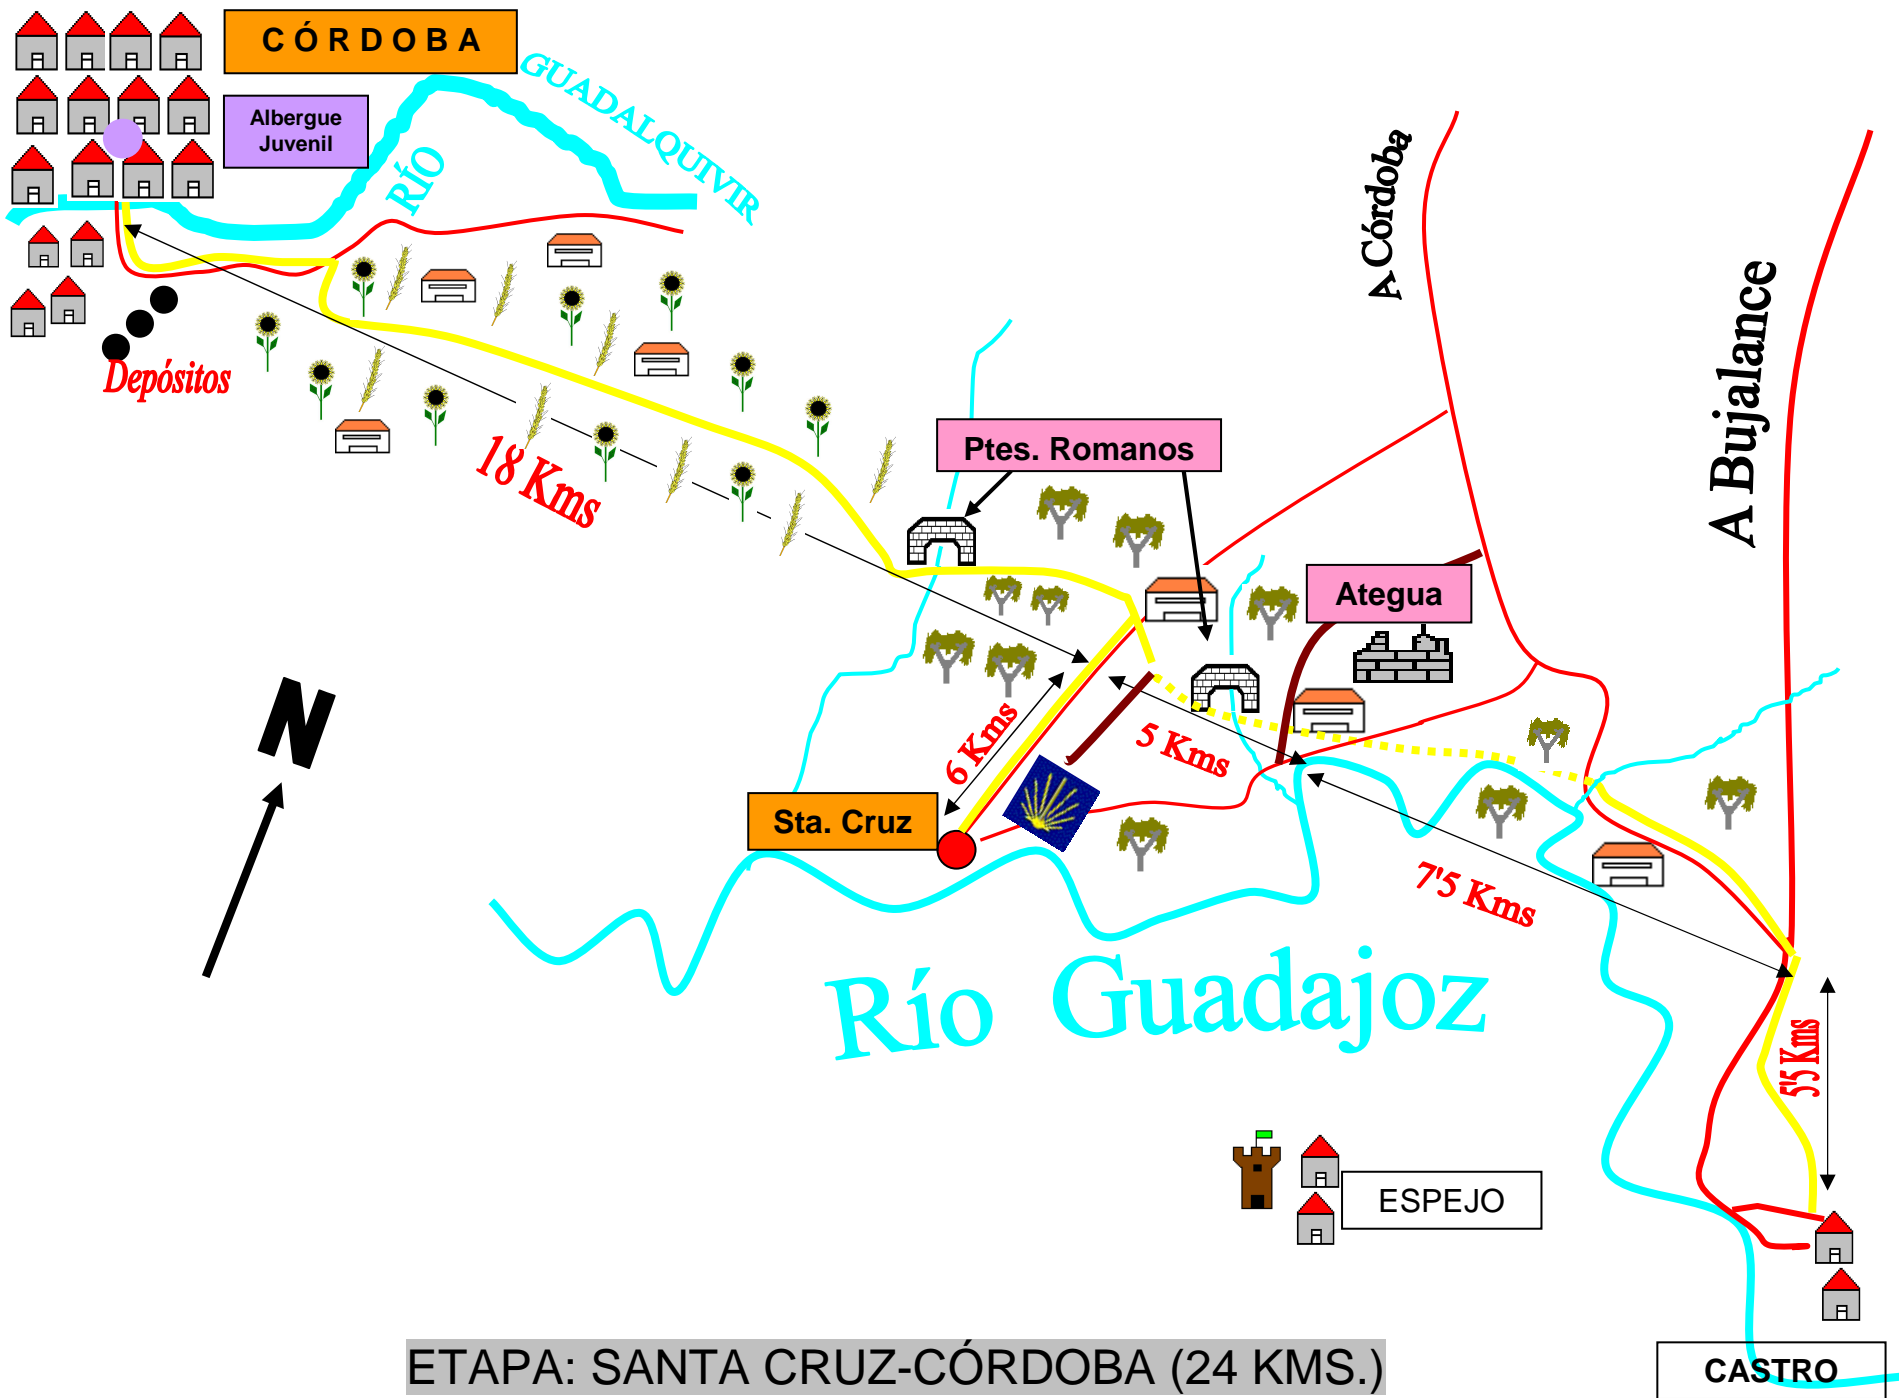 CÓRDOBA
Albergue
Juvenil
RÍO
GUADALQUIVIR
Depósitos
18 Kms
A Córdoba
A Bujalance
Ptes. Romanos
Ategua
N
6 Kms
5 Kms
Sta. Cruz
7'5 Kms
Río Guadajoz
5'5 Kms
ESPEJO
ETAPA: SANTA CRUZ-CÓRDOBA (24 KMS.)
CASTRO